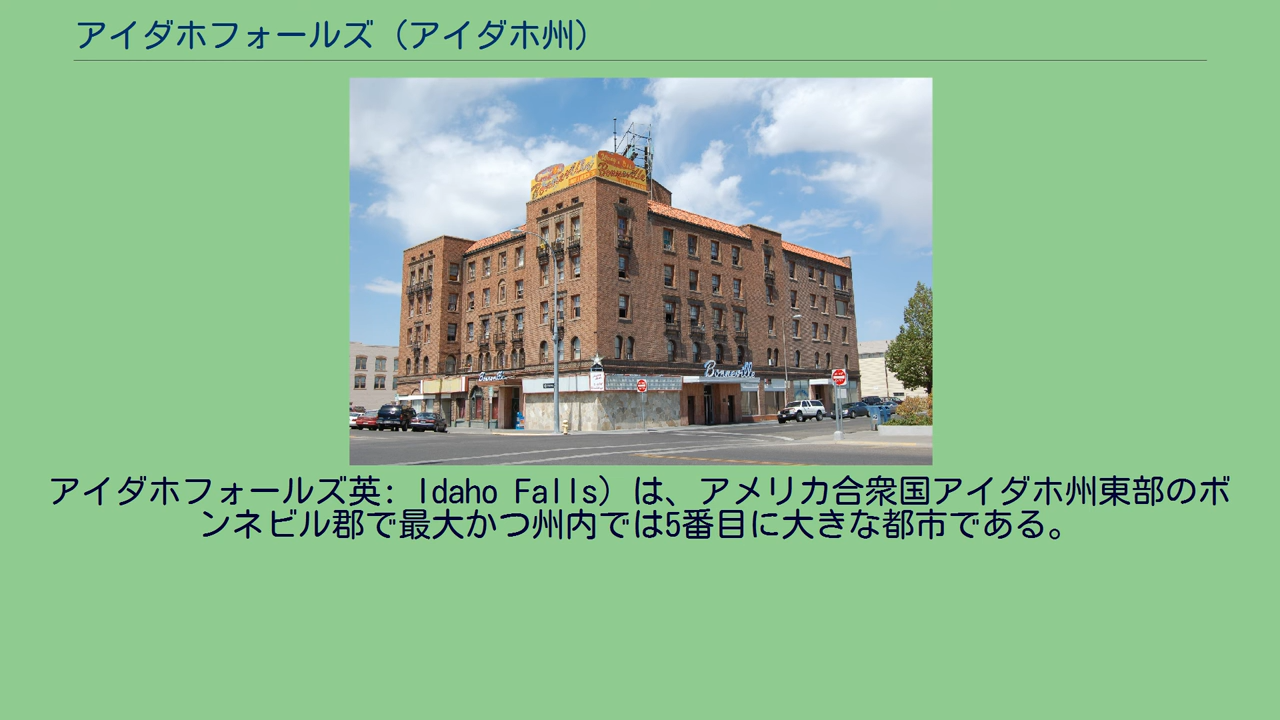 アイダホフォールズ（アイダホ州）
Bonneville
Bonneville
Bonneville
Bonneville
アイダホフォールズ英: Idaho Falls）は、アメリカ合衆国アイダホ州東部のボ
ンネビル郡で最大かつ州内では5番目に大きな都市である。